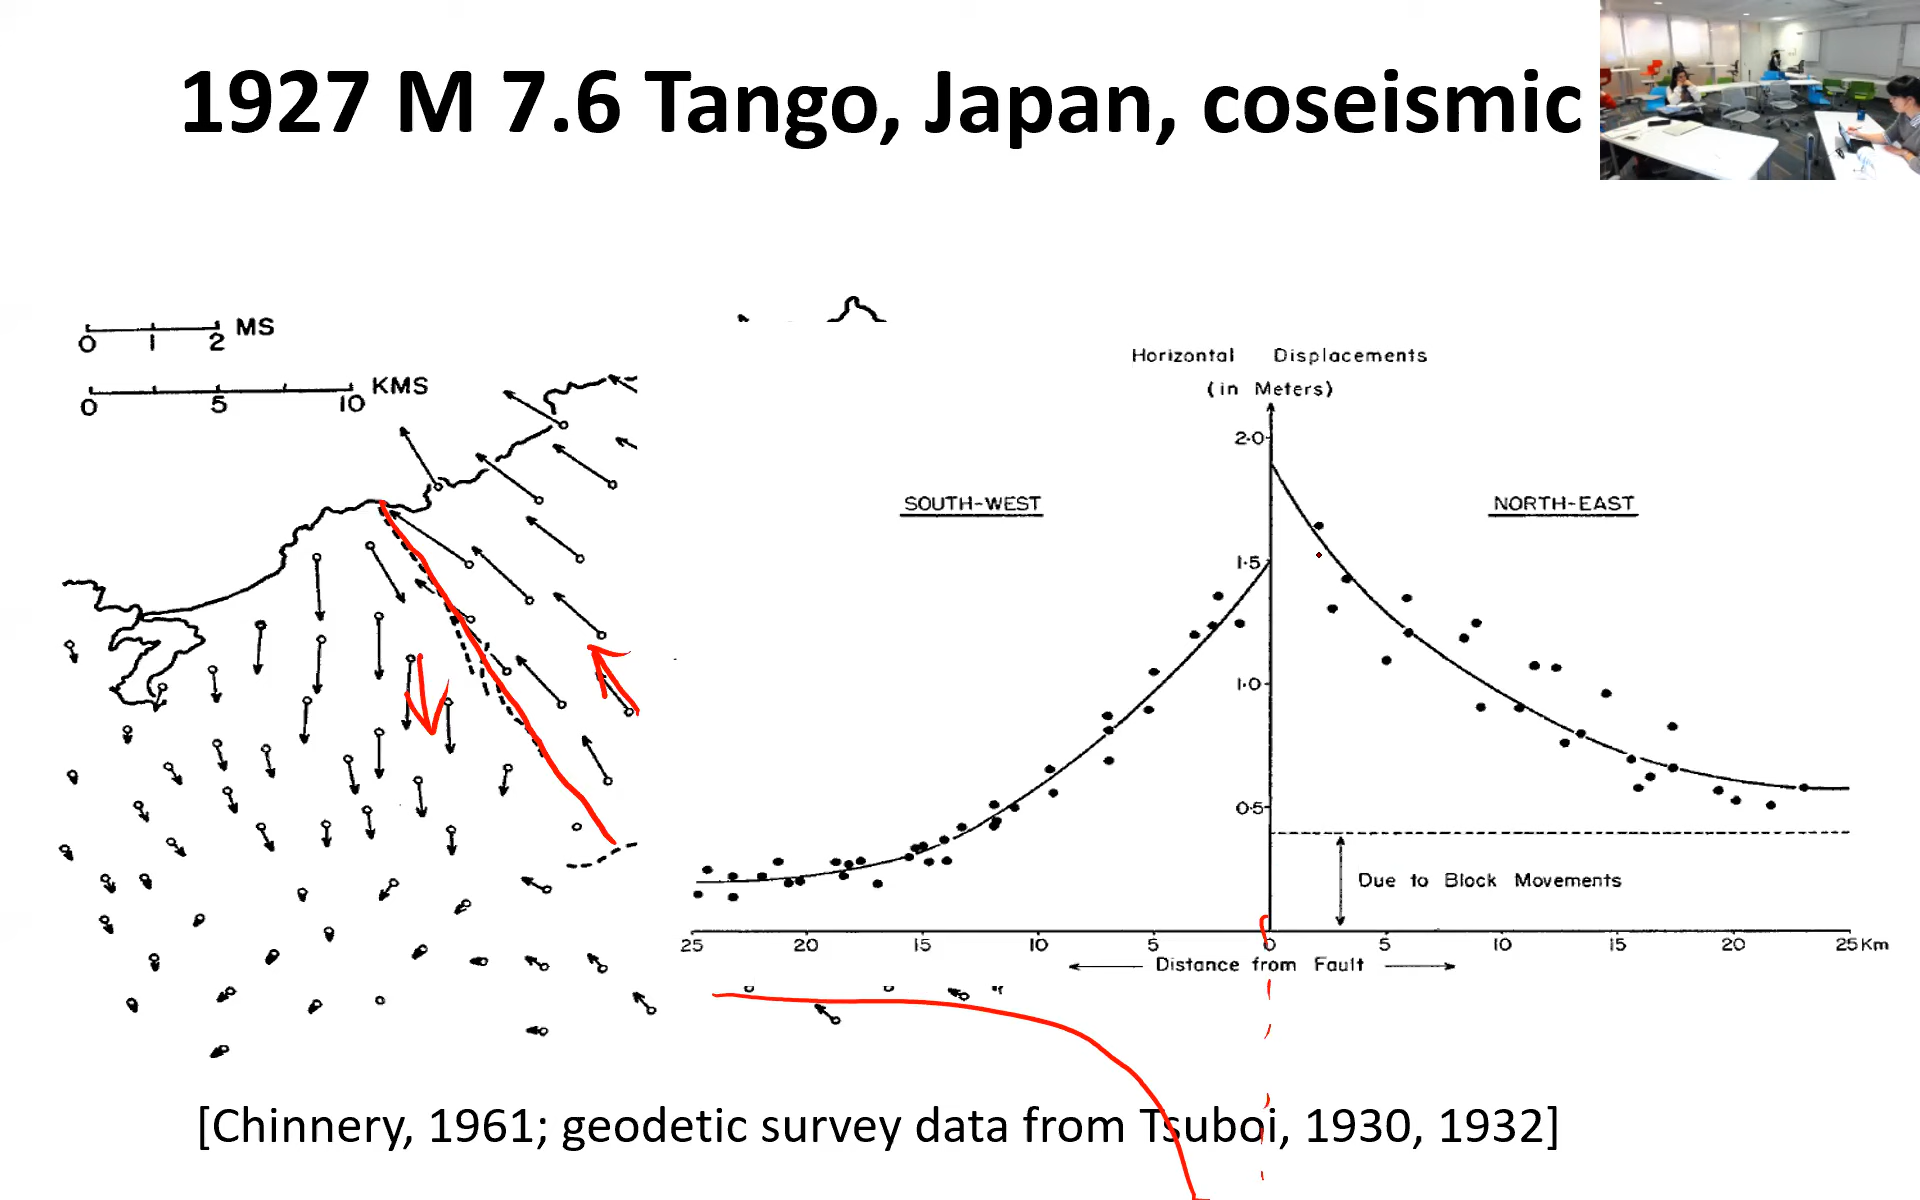 1927 M 7.6 Tango, Japan, coseismic
MS
0 1 2
KMS
0 5 10
Horizontal Displacements
(in Meters)
2·0
SOUTH-WEST
NORTH-EAST
1·5
1·0
0·5
Due to Block Movements
25 20 15 10 5 0 5 10 15 20 25 Km
Distance from Fault
[Chinnery, 1961; geodetic survey data from Tsuboi, 1930, 1932]